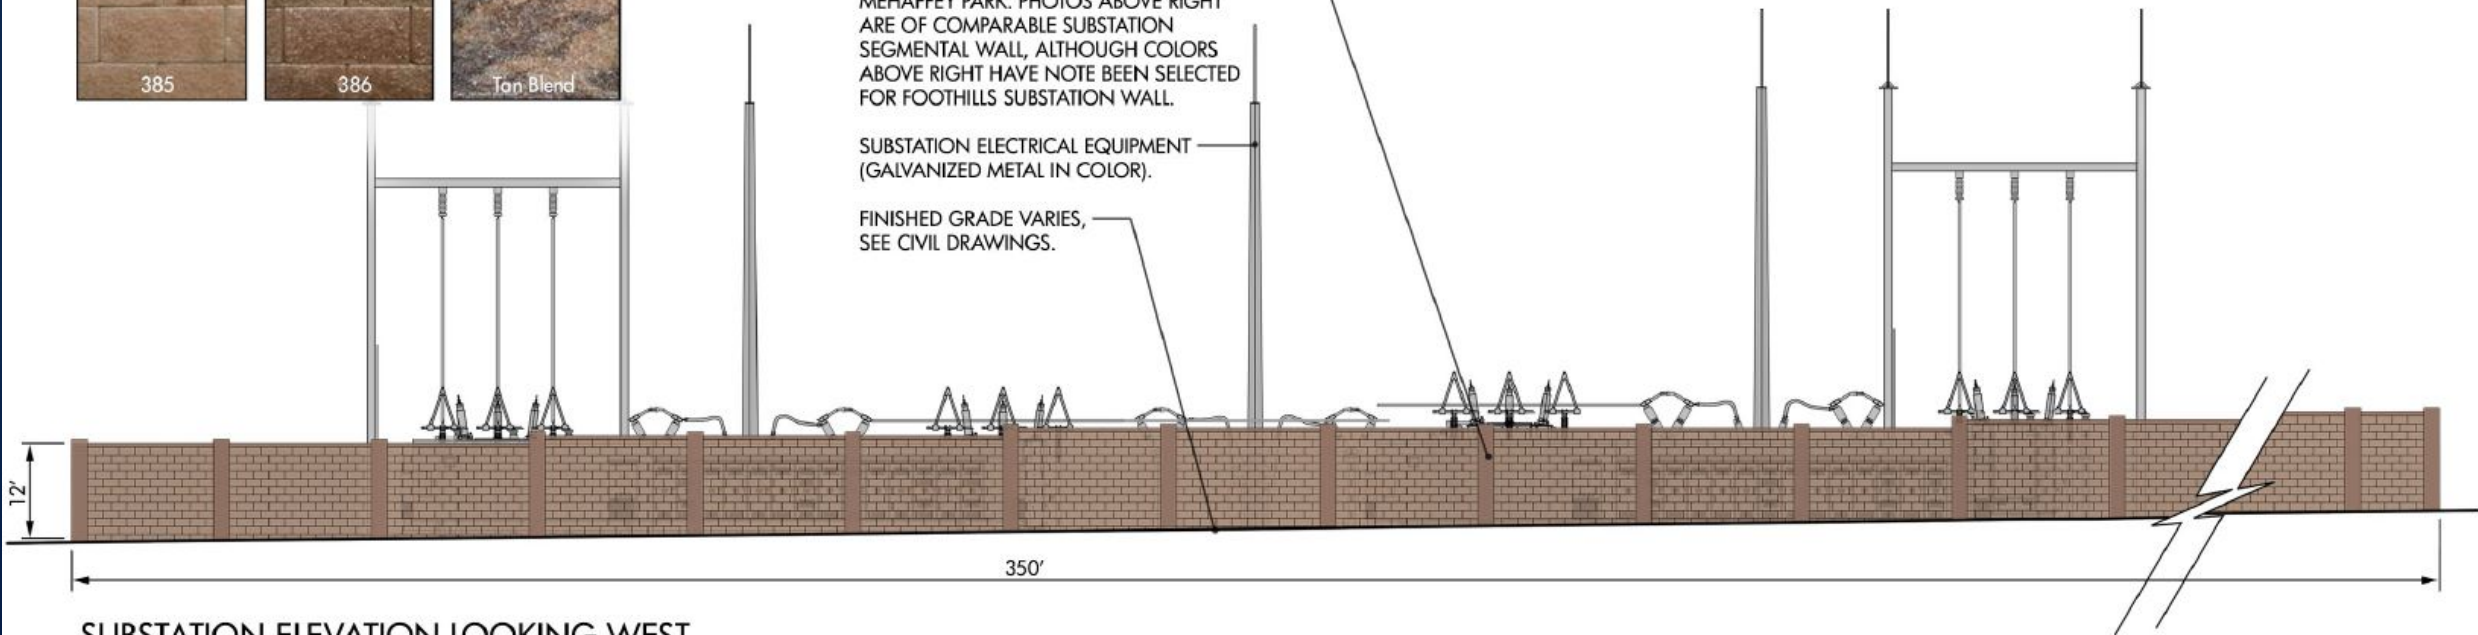 385
386
Tan Blend
MEHAFFEY PARK. PHOTOS ABOVE RIGHT
ARE OF COMPARABLE SUBSTATION
SEGMENTAL WALL, ALTHOUGH COLORS
ABOVE RIGHT HAVE NOTE BEEN SELECTED
FOR FOOTHILLS SUBSTATION WALL.
SUBSTATION ELECTRICAL EQUIPMENT
(GALVANIZED METAL IN COLOR).
FINISHED GRADE VARIES,
SEE CIVIL DRAWINGS.
12'
350'
SUBSTATION ELEVATION LOOKING WEST